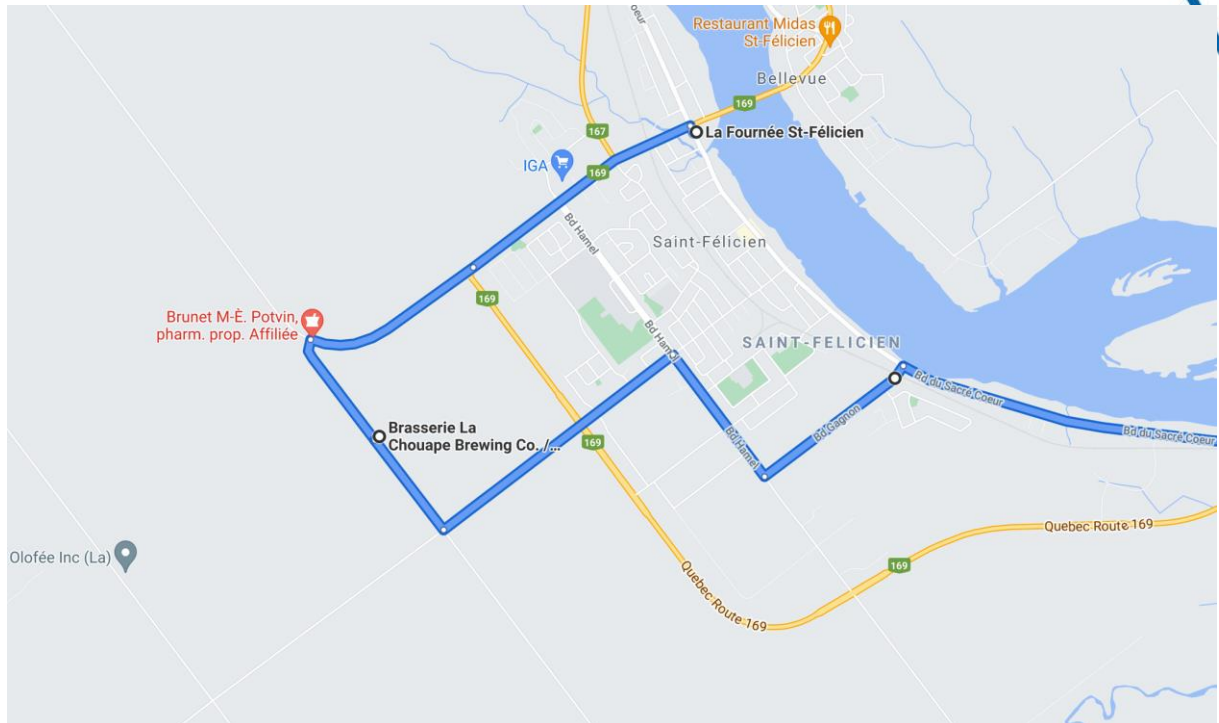 Restaurant Midas
St-Félicien
Bellevue
oeur
169
La Fournée St-Félicien
167
IGA
169
Bd Hamel
Saint-Félicien
169
Brunet M-È. Potvin,
pharm. prop. Affiliée
Bd Hamel
SAINT-FELICIEN
Bd du Sacré Coeur
Bd Gagnon
Bd Hamel
Bd du Sacré Coeur
Brasserie La
Chouape Brewing Co. /...
169
Quebec Route 169
Olofée Inc (La)
169
Quebec Route 169